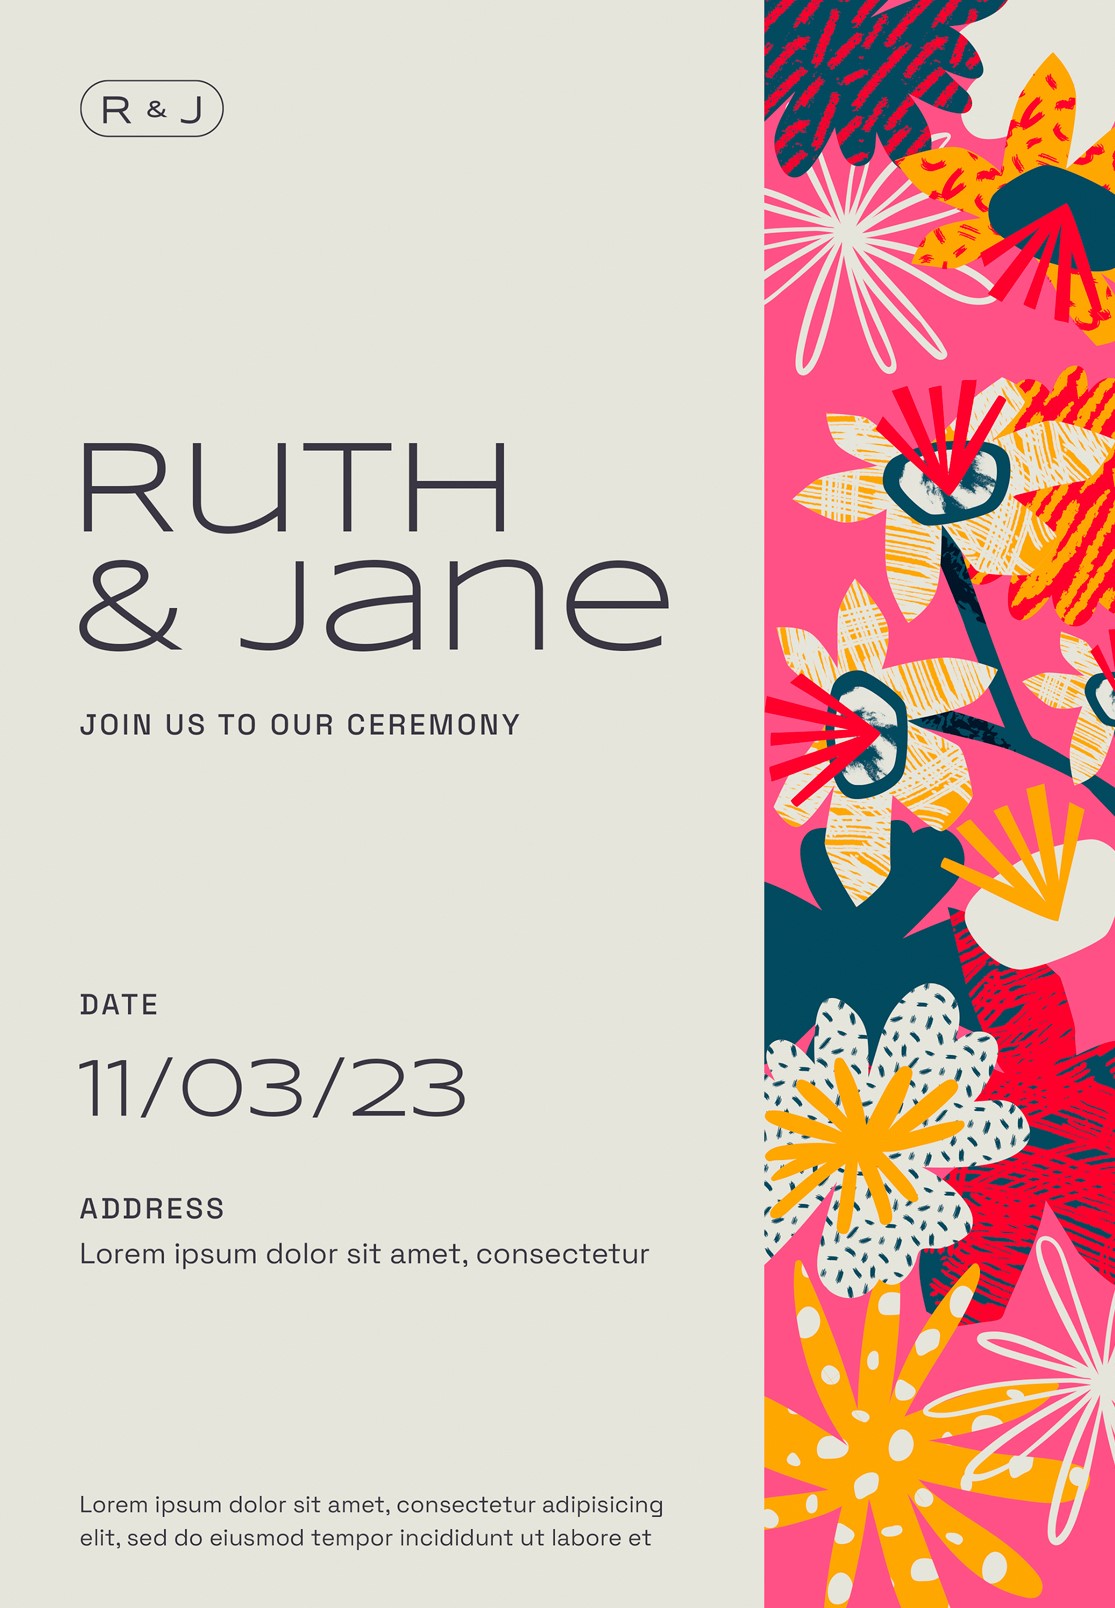 R & J
RUTH
& Jane
JOIN US TO OUR CEREMONY
DATE
11/03/23
ADDRESS
Lorem ipsum dolor sit amet, consectetur
Lorem ipsum dolor sit amet, consectetur adipisicing
elit, sed do eiusmod tempor incididunt ut labore et